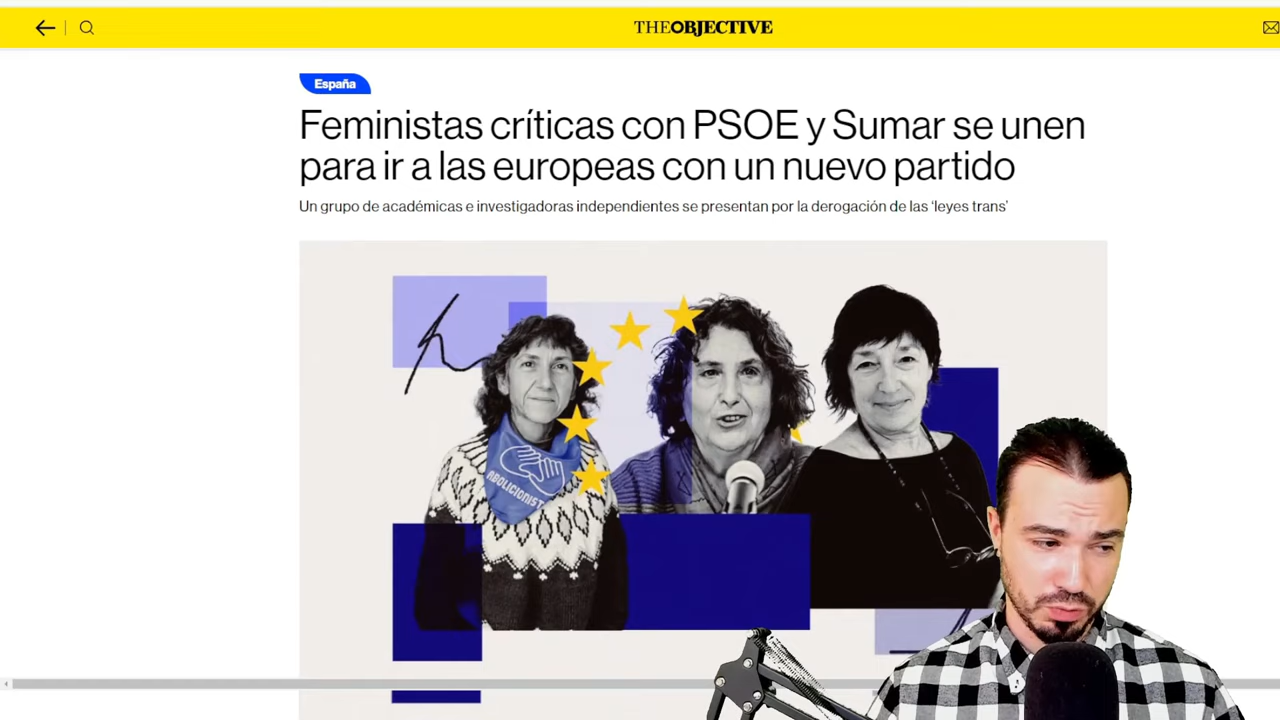 THEOBJECTIVE
España
Feministas críticas con PSOE y Sumar se unen
para ir a las europeas con un nuevo partido
Un grupo de académicas e investigadoras independientes se presentan por la derogación de las ‘leyes trans’
ABOLICIONIST